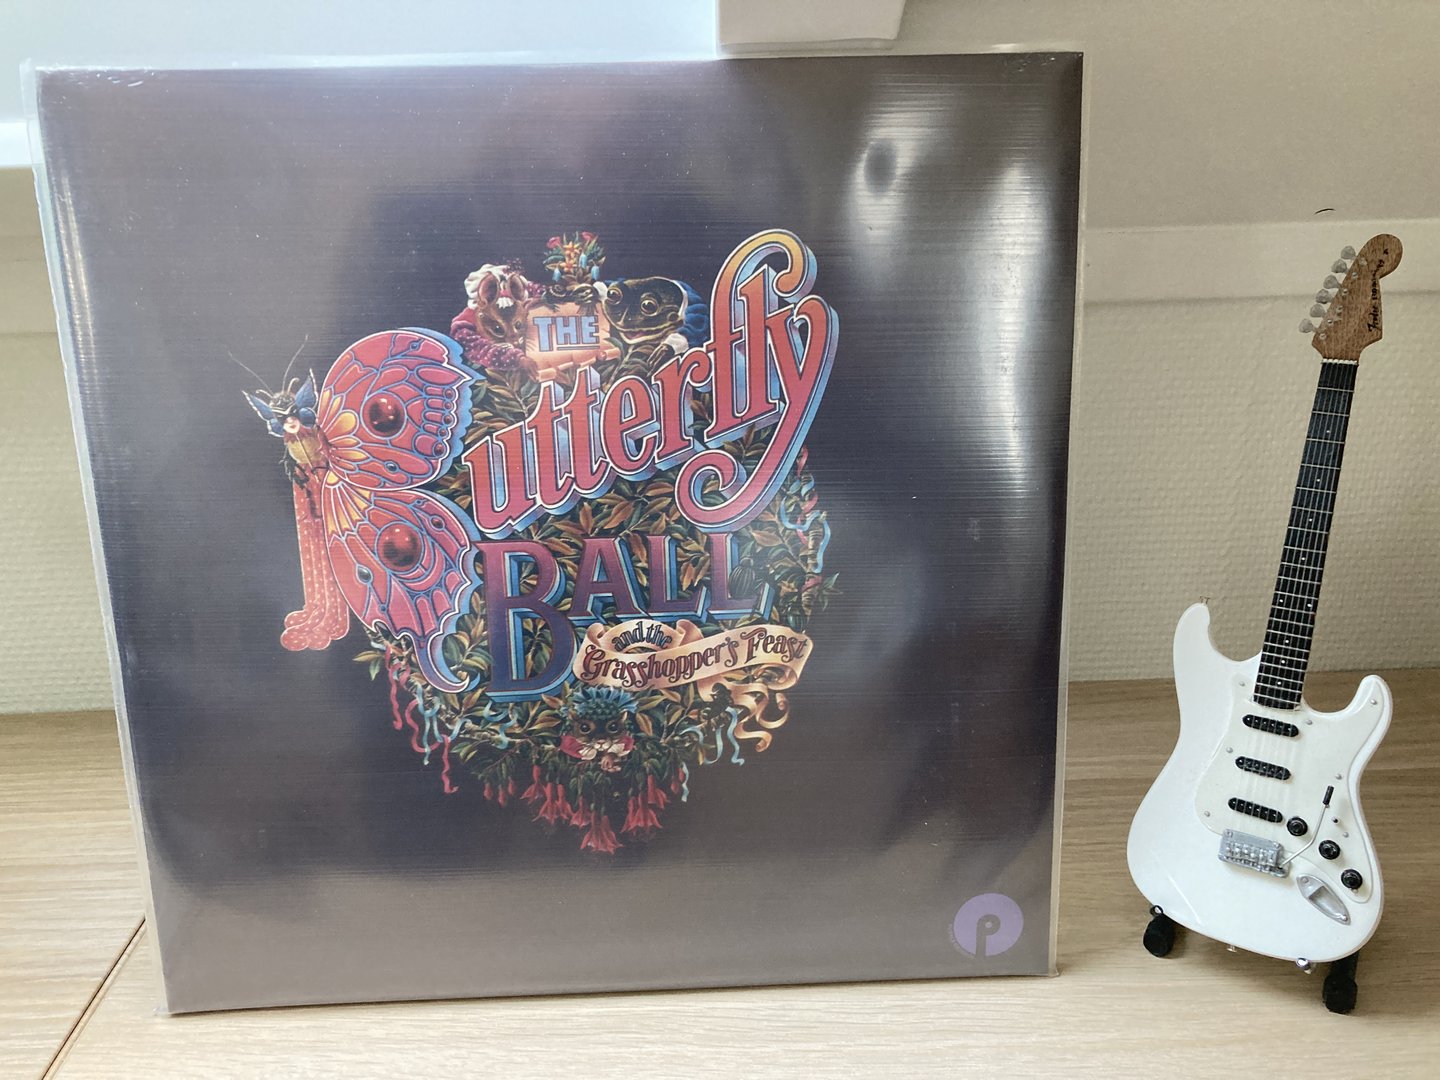 THE
Butterfly
BALL
and the
Grasshopper's Feast
P